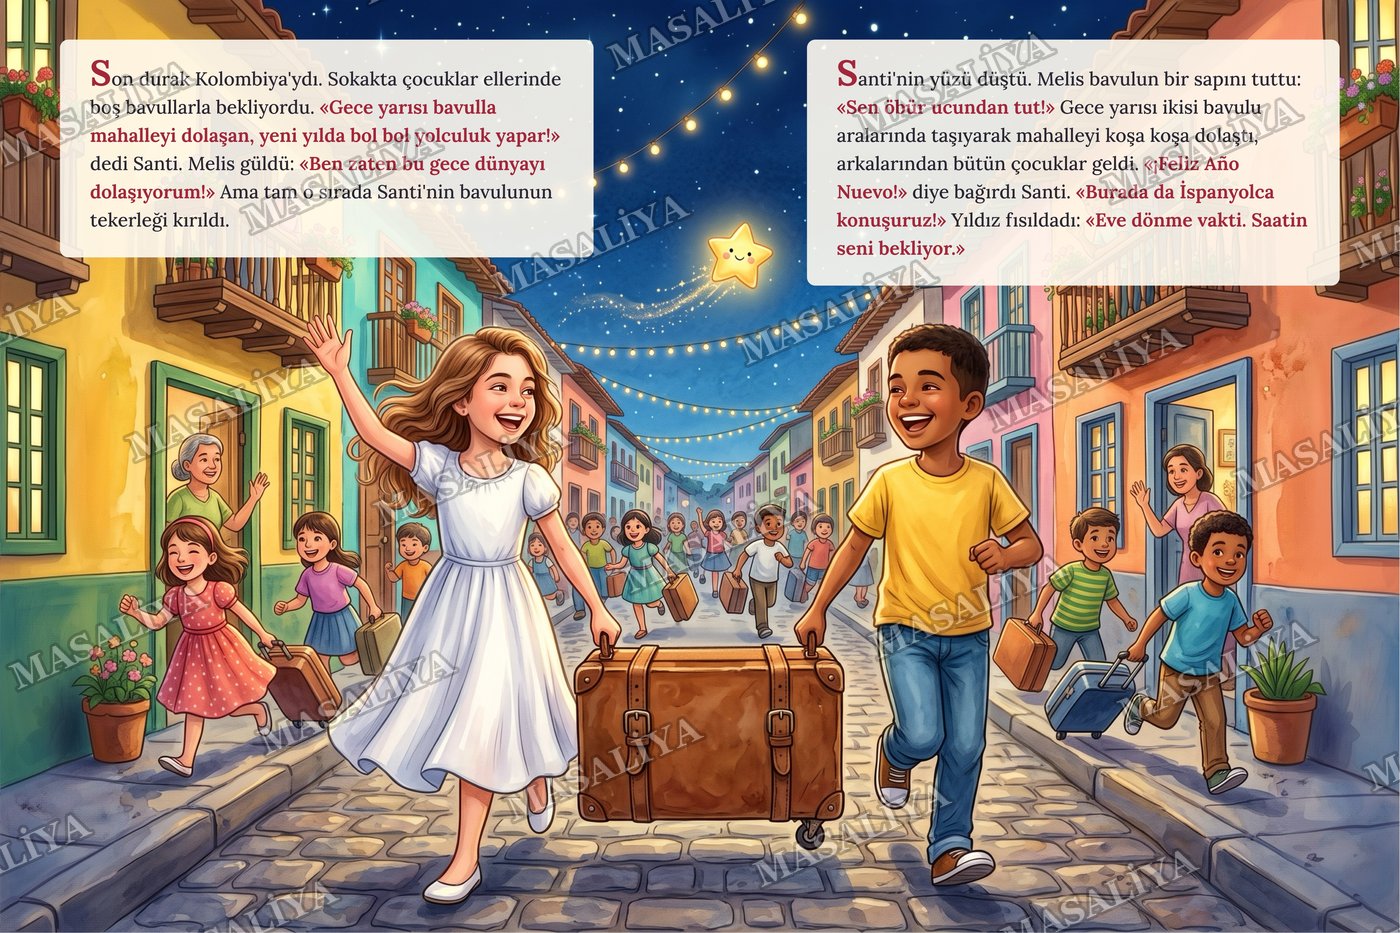 Son durak Kolombiya'ydı. Sokakta çocuklar ellerinde
boş bavullarla bekliyordu. «Gece yarısı bavulla
mahalleyi dolaşan, yeni yılda bol bol yolculuk yapar!»
dedi Santi. Melis güldü: «Ben zaten bu gece dünyayı
dolaşıyorum!» Ama tam o sırada Santi'nin bavulunun
tekerleği kırıldı.
Santi'nin yüzü düştü. Melis bavulun bir sapını tuttu:
«Sen öbür ucundan tut!» Gece yarısı ikisi bavulu
aralarında taşıyarak mahalleyi koşa koşa dolaştı,
arkalarından bütün çocuklar geldi. «¡Feliz Año
Nuevo!» diye bağırdı Santi. «Burada da İspanyolca
konuşuruz!» Yıldız fısıldadı: «Eve dönme vakti. Saatin
seni bekliyor.»
MASALİYA